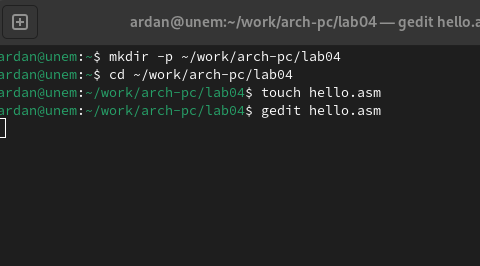 ardan@unem:~/work/arch-pc/lab04 — gedit hello.a
ardan@unem:~$ mkdir -p ~/work/arch-pc/lab04
ardan@unem:~$ cd ~/work/arch-pc/lab04
ardan@unem:~/work/arch-pc/lab04$ touch hello.asm
ardan@unem:~/work/arch-pc/lab04$ gedit hello.asm